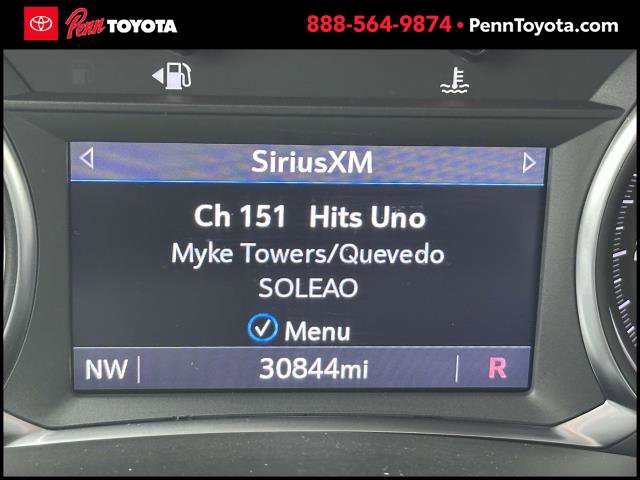 Penn TOYOTA 888-564-9874 • PennToyota.com
TOYOTA
SiriusXM
Ch 151 Hits Uno
Myke Towers/Quevedo
SOLEAO
Menu
NW 30844mi R